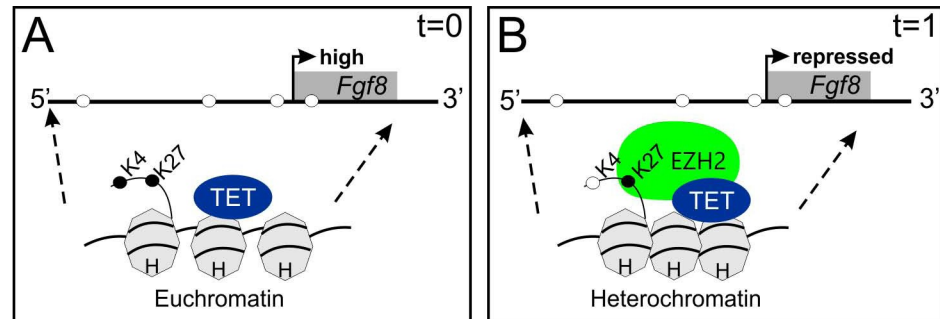 A
t=0
high
Fgf8
5’
3’
K4
K27
TET
H
H
H
Euchromatin
B
t=1
repressed
Fgf8
5’
3’
K4
K27
EZH2
TET
H
H
H
Heterochromatin